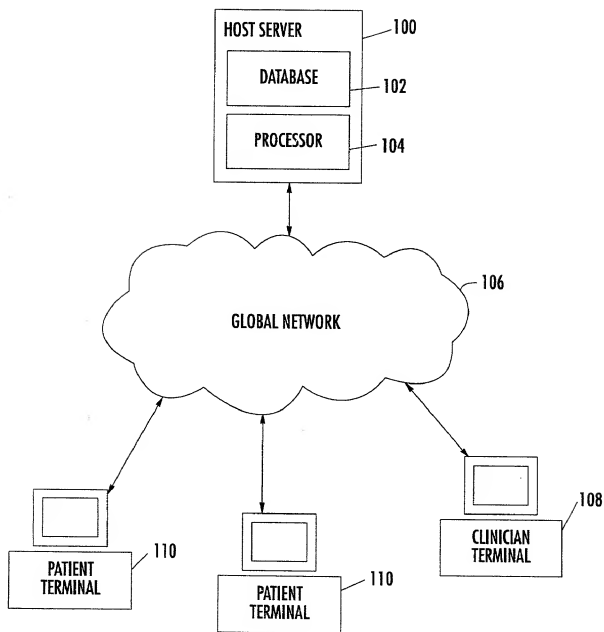 HOST SERVER
100
DATABASE
102
PROCESSOR
104
106
GLOBAL NETWORK
108
CLINICIAN
TERMINAL
110
PATIENT
TERMINAL
110
PATIENT
TERMINAL